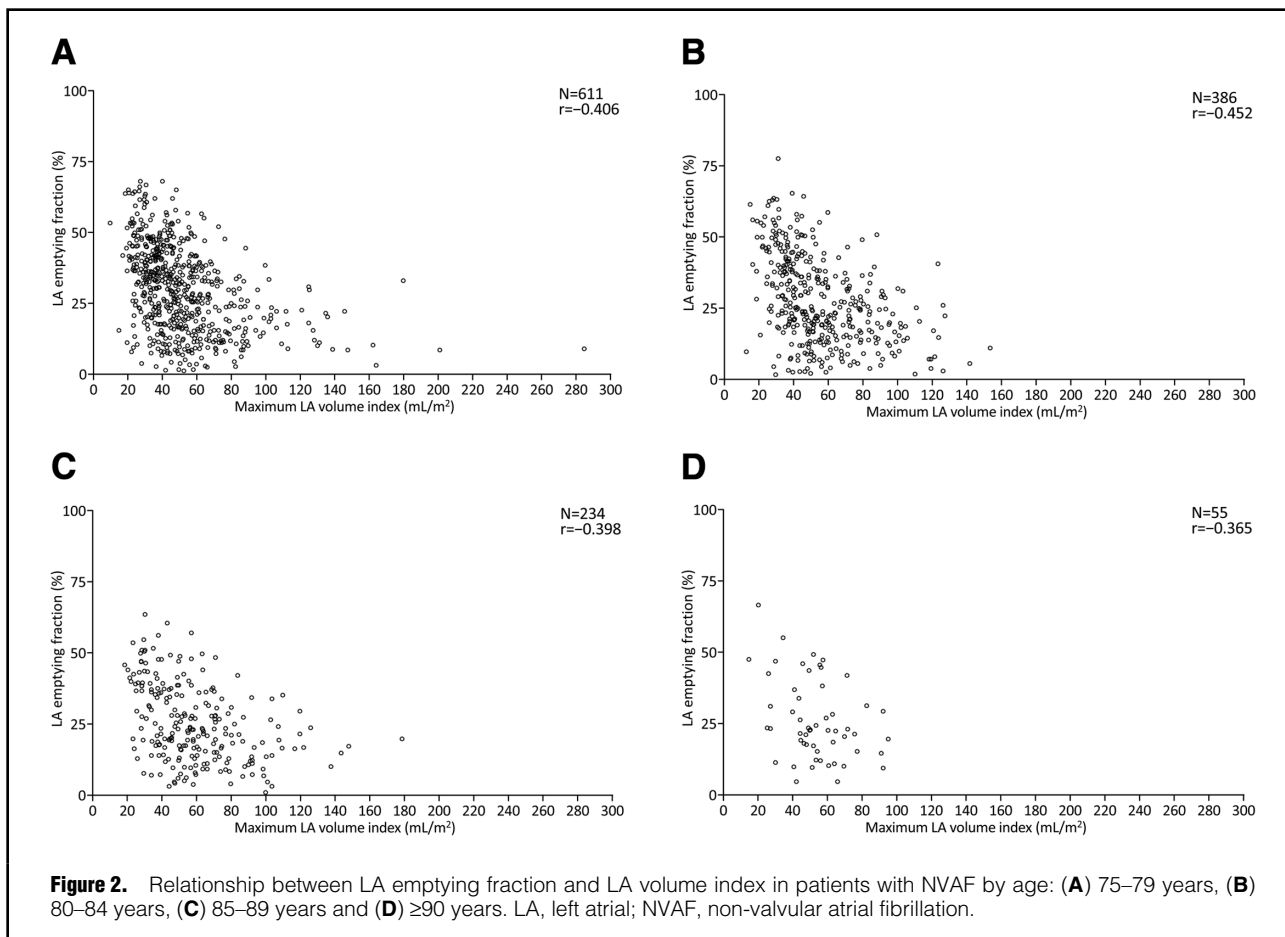 A
N=611
r=−0.406
100
75
50
25
0
LA emptying fraction (%)
0 20 40 60 80 100 120 140 160 180 200 220 240 260 280 300
Maximum LA volume index (mL/m²)
B
N=386
r=−0.452
100
75
50
25
0
LA emptying fraction (%)
0 20 40 60 80 100 120 140 160 180 200 220 240 260 280 300
Maximum LA volume index (mL/m²)
C
N=234
r=−0.398
100
75
50
25
0
LA emptying fraction (%)
0 20 40 60 80 100 120 140 160 180 200 220 240 260 280 300
Maximum LA volume index (mL/m²)
D
N=55
r=−0.365
100
75
50
25
0
LA emptying fraction (%)
0 20 40 60 80 100 120 140 160 180 200 220 240 260 280 300
Maximum LA volume index (mL/m²)
Figure 2. Relationship between LA emptying fraction and LA volume index in patients with NVAF by age: (A) 75–79 years, (B)
80–84 years, (C) 85–89 years and (D) ≥90 years. LA, left atrial; NVAF, non-valvular atrial fibrillation.